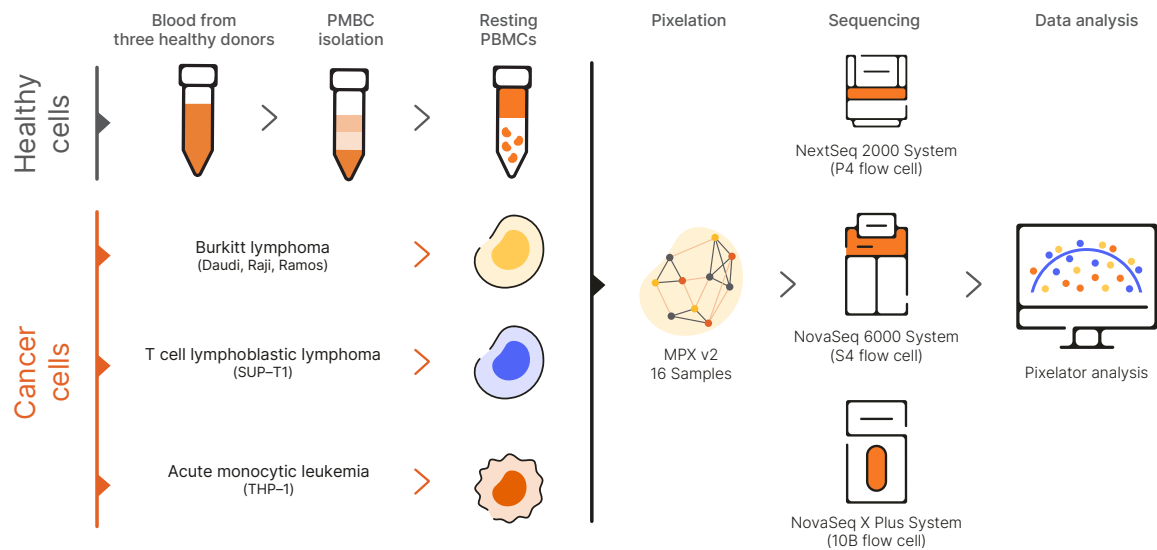 Blood from
three healthy donors
PMBC
isolation
Resting
PBMCs
Pixelation
Sequencing
Data analysis
Healthy
cells
NextSeq 2000 System
(P4 flow cell)
Cancer
cells
Burkitt lymphoma
(Daudi, Raji, Ramos)
T cell lymphoblastic lymphoma
(SUP–T1)
Acute monocytic leukemia
(THP–1)
MPX v2
16 Samples
NovaSeq 6000 System
(S4 flow cell)
Pixelator analysis
NovaSeq X Plus System
(10B flow cell)